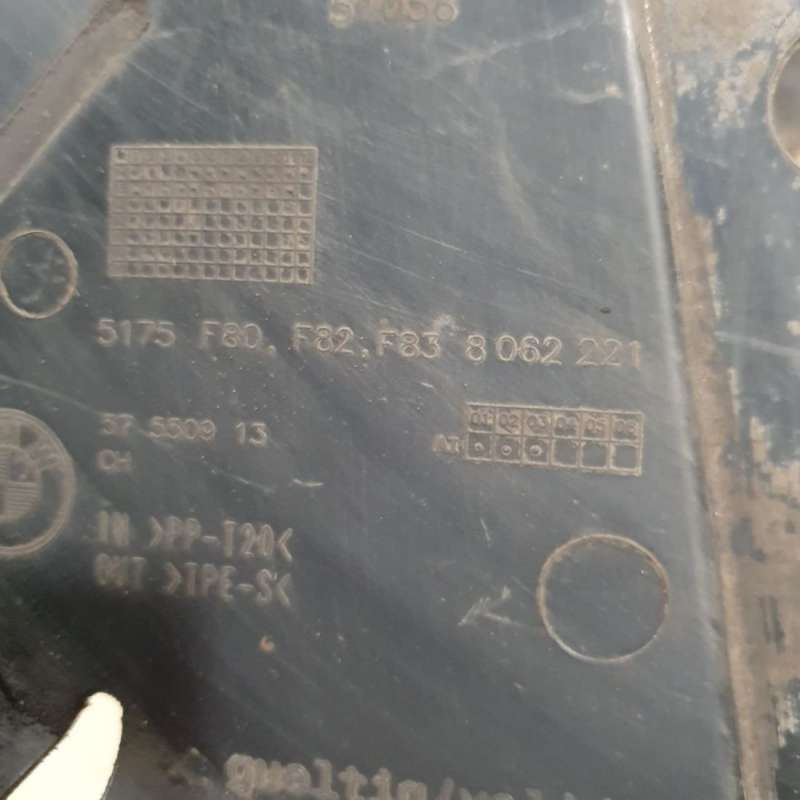 5175 F80, F82, F83 8 062 221
01 02 03 04 05 06
37 5509 13
AI
CH
IN >PP-T20<
OUT >TPE-S<